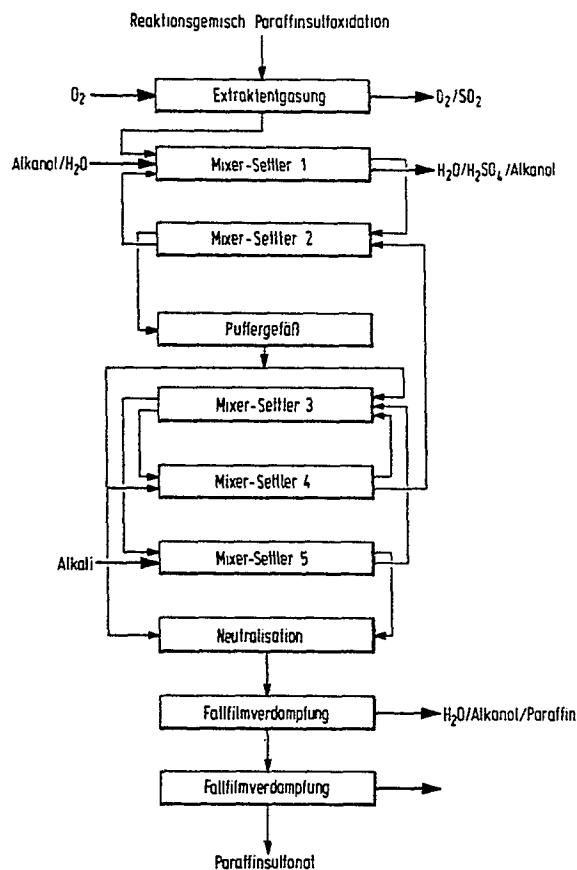 Reaktionsgemisch Paraffinsulfoxidation
O₂ Extraktentgasung O₂/SO₂
Alkanol/H₂O Mixer-Settler 1 H₂O/H₂SO₄/Alkanol
Mixer-Settler 2
Puffergefäß
Mixer-Settler 3
Mixer-Settler 4
Alkali Mixer-Settler 5
Neutralisation
Fallfilmverdampfung H₂O/Alkanol/Paraffin
Fallfilmverdampfung
Paraffinsulfonat